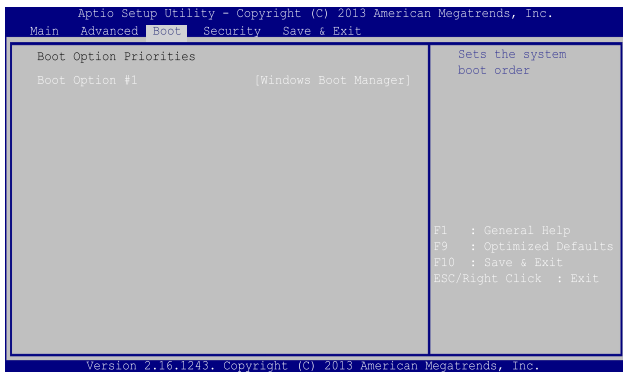 Aptio Setup Utility - Copyright (C) 2013 American Megatrends, Inc.
Main Advanced Boot Security Save & Exit
Boot Option Priorities
Boot Option #1 [Windows Boot Manager]
Sets the system
boot order
F1 : General Help
F9 : Optimized Defaults
F10 : Save & Exit
ESC/Right Click : Exit
Version 2.16.1243. Copyright (C) 2013 American Megatrends, Inc.